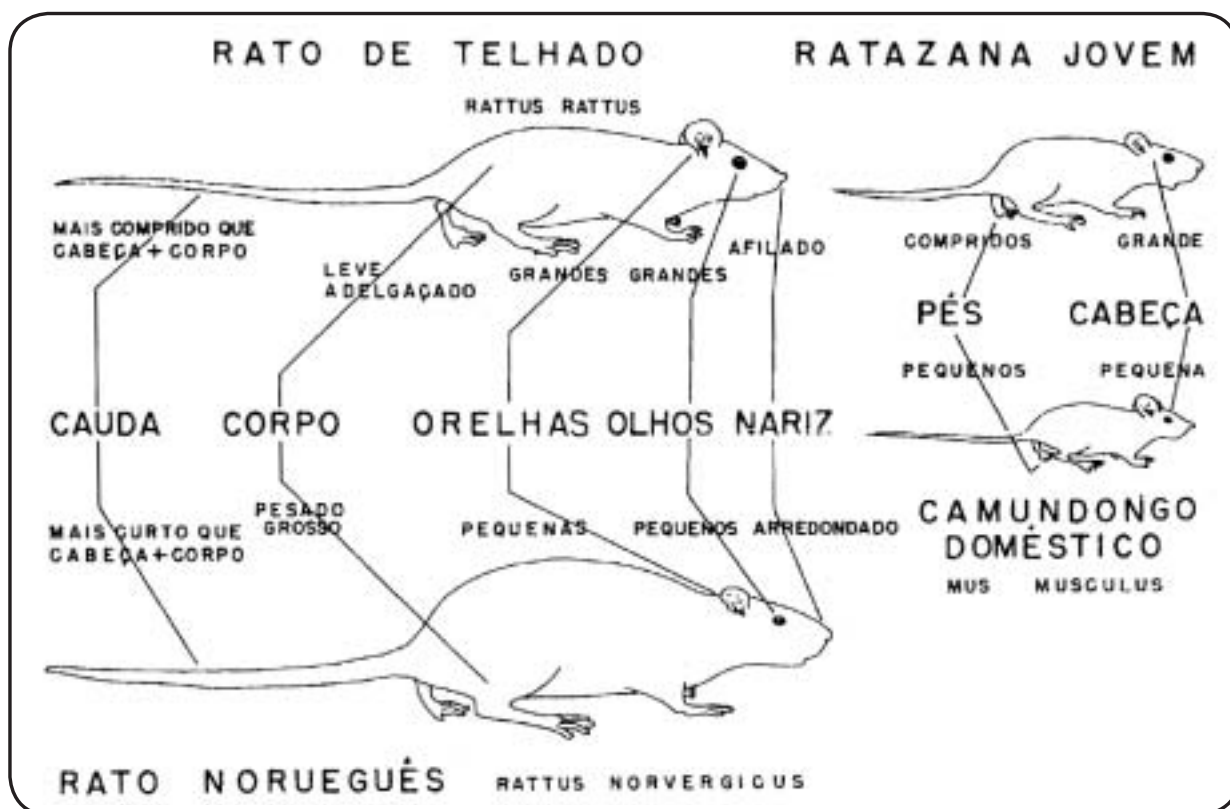 RATO DE TELHADO
RATTUS RATTUS
MAIS COMPRIDO QUE
CABEÇA + CORPO
LEVE
ADELGAÇADO
GRANDES GRANDES
AFILADO
CAUDA CORPO ORELHAS OLHOS NARIZ
MAIS CURTO QUE
CABEÇA + CORPO
PESADO
GROSSO
PEQUENAS PEQUENOS ARREDONDADO
RATO NORUEGUÊS RATTUS NORVERGICUS
RATAZANA JOVEM
COMPRIDOS GRANDE
PÉS CABEÇA
PEQUENOS PEQUENA
CAMUNDONGO
DOMÉSTICO
MUS MUSCULUS